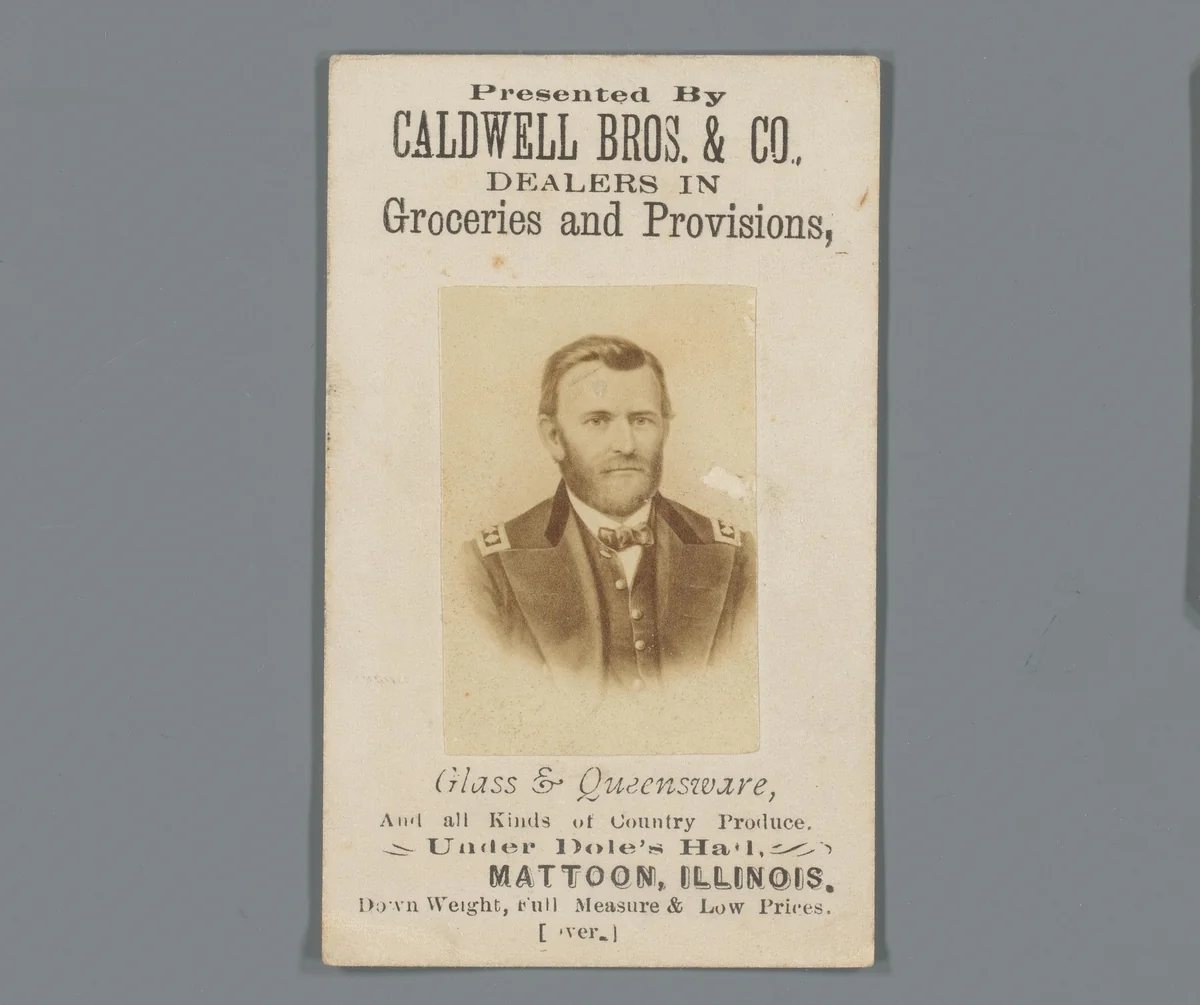 Presented By
CALDWELL BROS. & CO.,
DEALERS IN
Groceries and Provisions,
Glass & Queensware,
And all Kinds of Country Produce.
Under Dole's Hall,
MATTOON, ILLINOIS.
Down Weight, Full Measure & Low Prices.
[Over.]